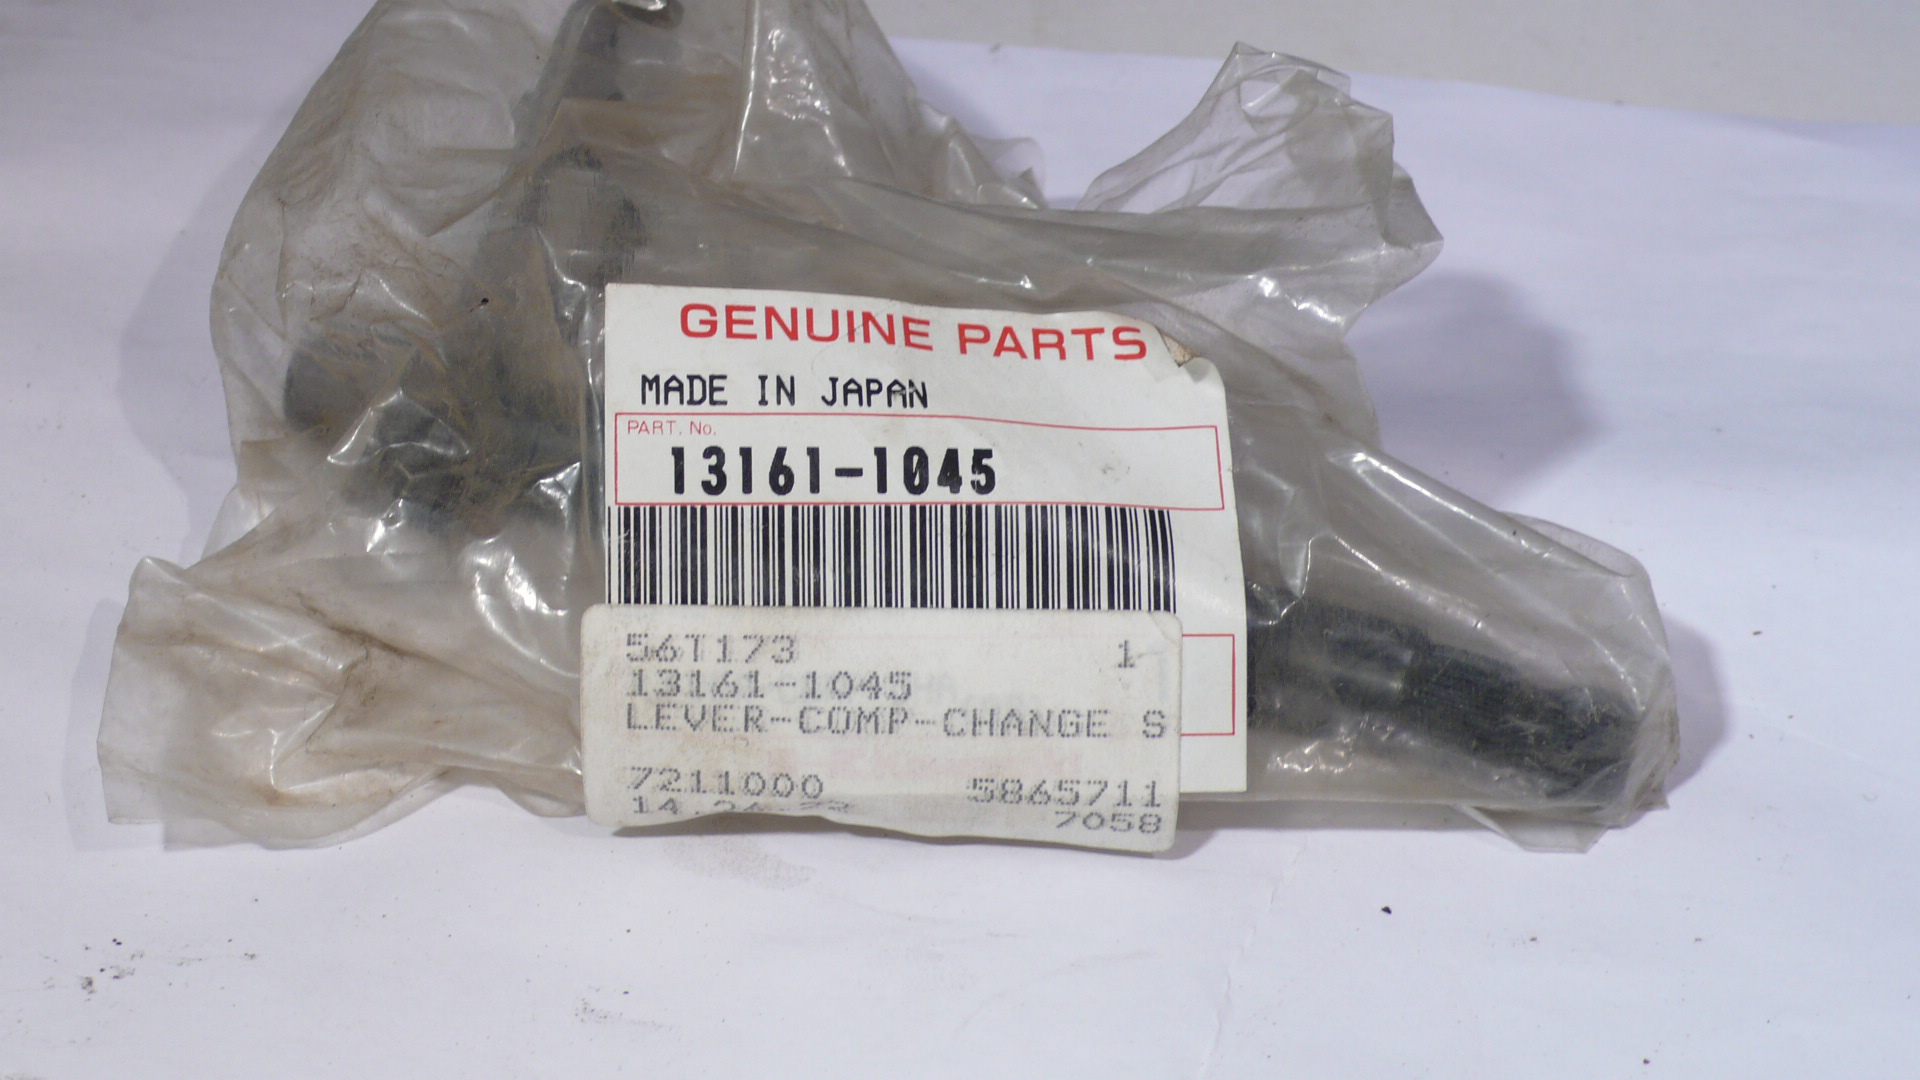 GENUINE PARTS
MADE IN JAPAN
PART. No.
13161-1045
56T173 1
13161-1045
LEVER-COMP-CHANGE S
7211000 5865711
7058